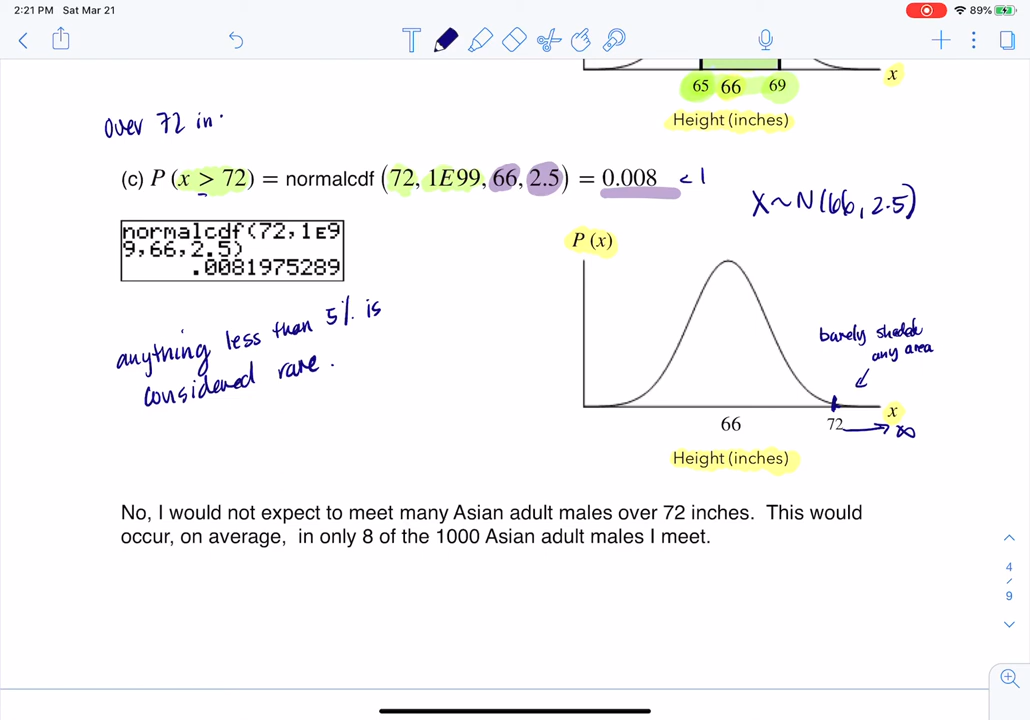 2:21 PM Sat Mar 21
89%
65 66 69
x
Height (inches)
over 72 in.
(c) P (x > 72) = normalcdf (72, 1E99, 66, 2.5) = 0.008 < 1
X ~ N(66, 2.5)
normalcdf(72,1E9
9,66,2.5)
.0081975289
P (x)
anything less than 5% is
considered rare.
barely shaded
any area
66
72 → ∞
x
Height (inches)
No, I would not expect to meet many Asian adult males over 72 inches. This would
occur, on average, in only 8 of the 1000 Asian adult males I meet.
4
/
9